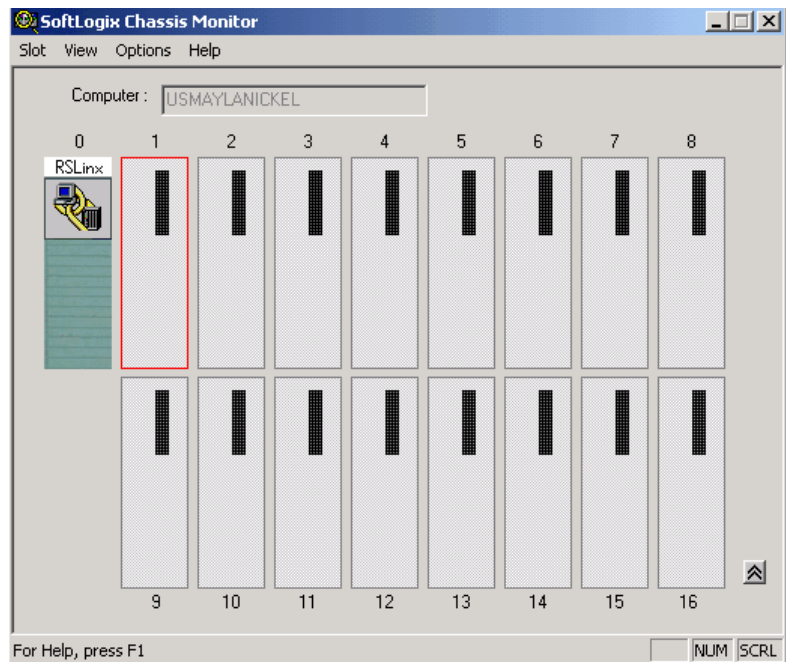 SoftLogix Chassis Monitor
Slot View Options Help
Computer : USMAYLANICKEL
0 1 2 3 4 5 6 7 8
RSLinx
9 10 11 12 13 14 15 16
For Help, press F1
NUM SCRL